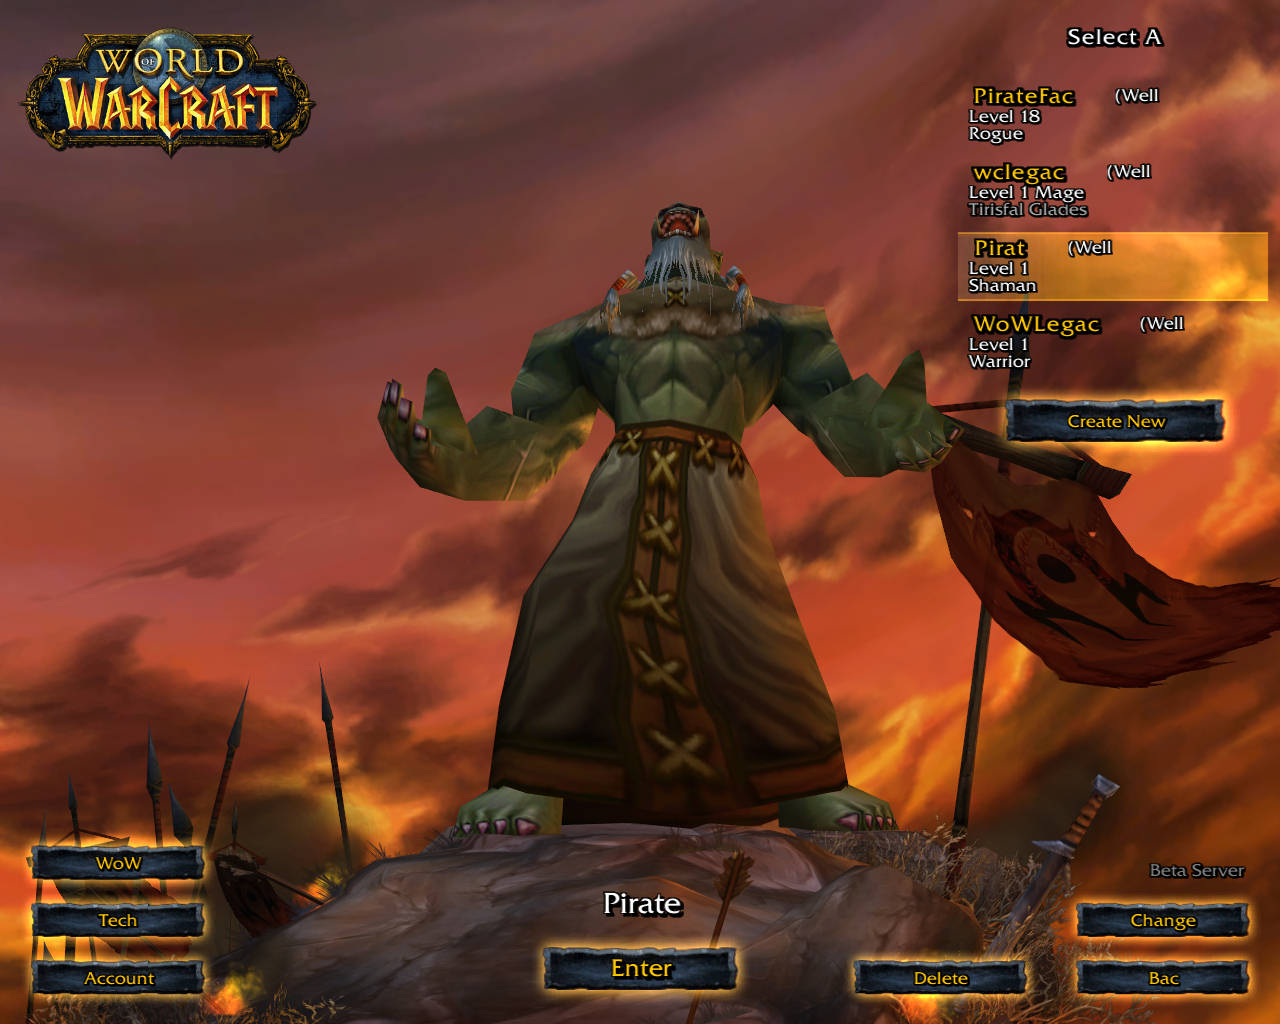 WORLD OF WARCRAFT
Select A
PirateFac (Well
Level 18
Rogue
wclegac (Well
Level 1 Mage
Tirisfal Glades
Pirat (Well
Level 1
Shaman
WoWLegac (Well
Level 1
Warrior
Create New
WoW
Tech
Account
Pirate
Enter
Delete
Beta Server
Change
Bac